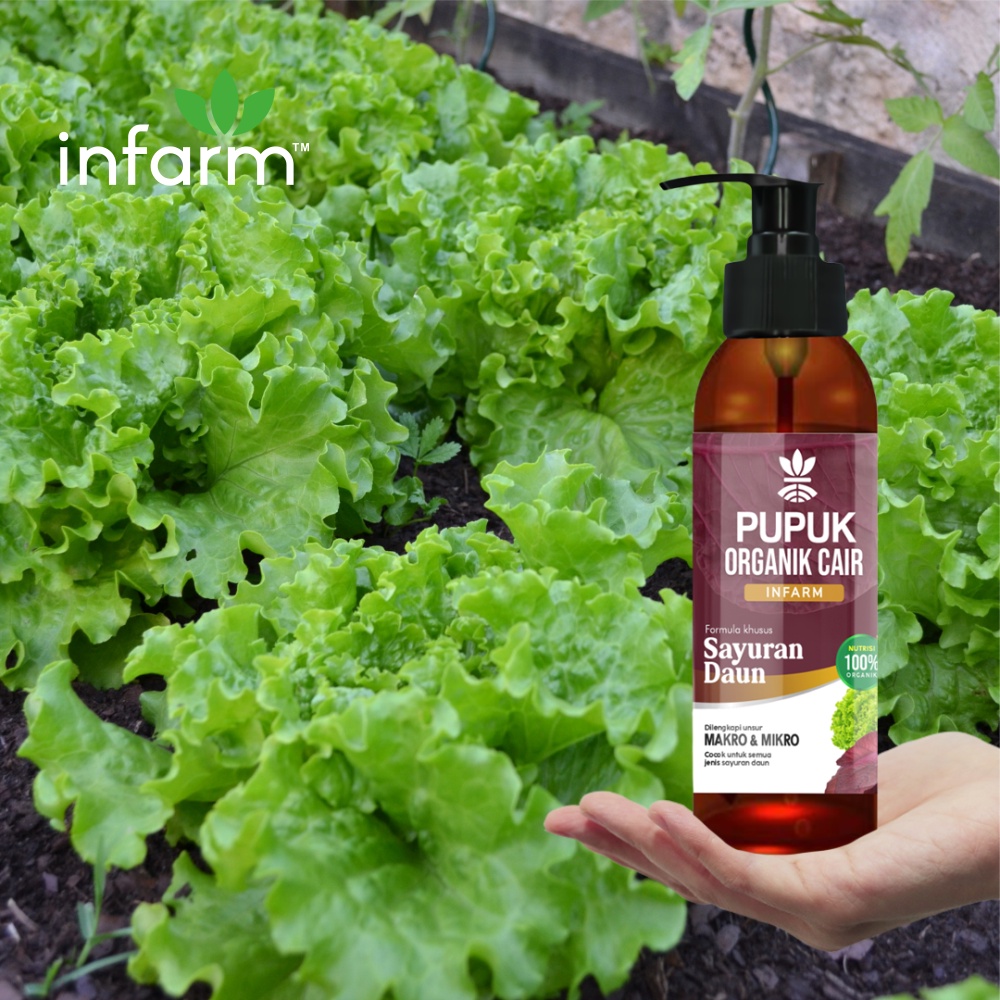 infarm™
PUPUK
ORGANIK CAIR
INFARM
Formula khusus
Sayuran
Daun
NUTRISI
100%
ORGANIK
Dilengkapi unsur
MAKRO & MIKRO
Cocok untuk semua
jenis sayuran daun